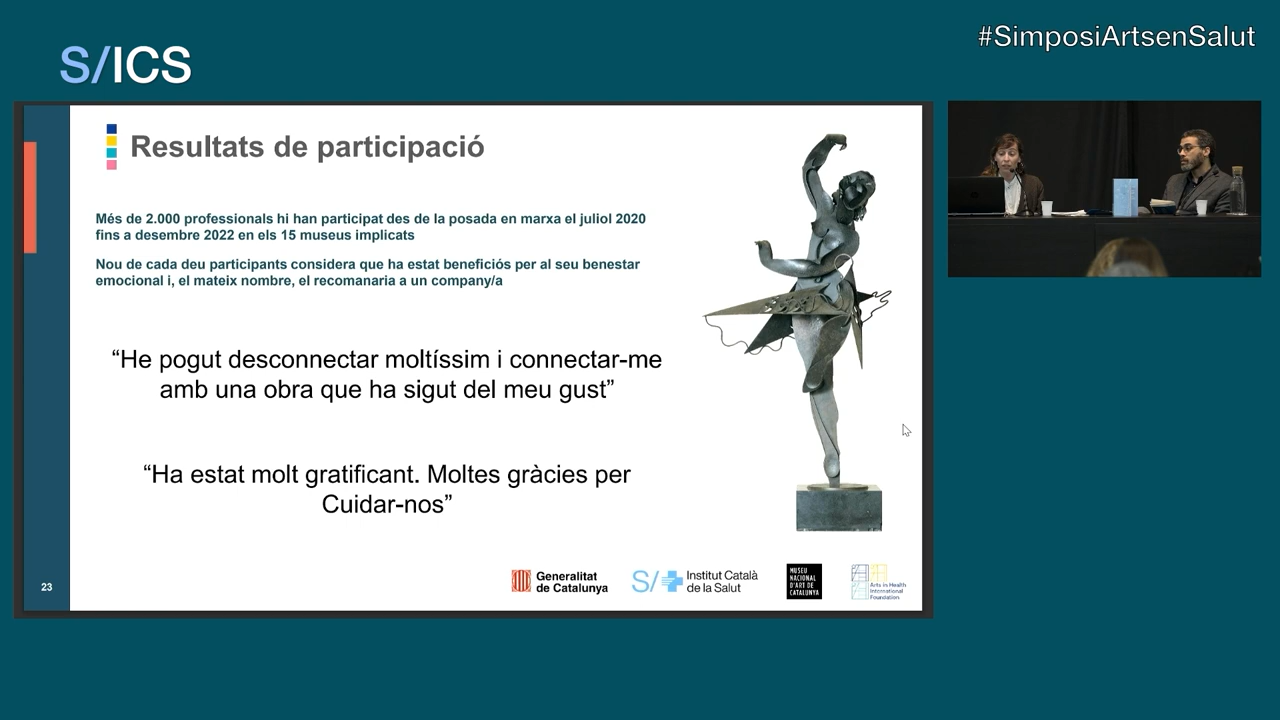 #SimposiArtsenSalut
S/ICS
Resultats de participació
Més de 2.000 professionals hi han participat des de la posada en marxa el juliol 2020
fins a desembre 2022 en els 15 museus implicats
Nou de cada deu participants considera que ha estat beneficiós per al seu benestar
emocional i, el mateix nombre, el recomanaria a un company/a
“He pogut desconnectar moltíssim i connectar-me
amb una obra que ha sigut del meu gust”
“Ha estat molt gratificant. Moltes gràcies per
Cuidar-nos”
23
Generalitat
de Catalunya
S/
Institut Català
de la Salut
MUSEU
NACIONAL
D'ART DE
CATALUNYA
Arts in Health
International
Foundation